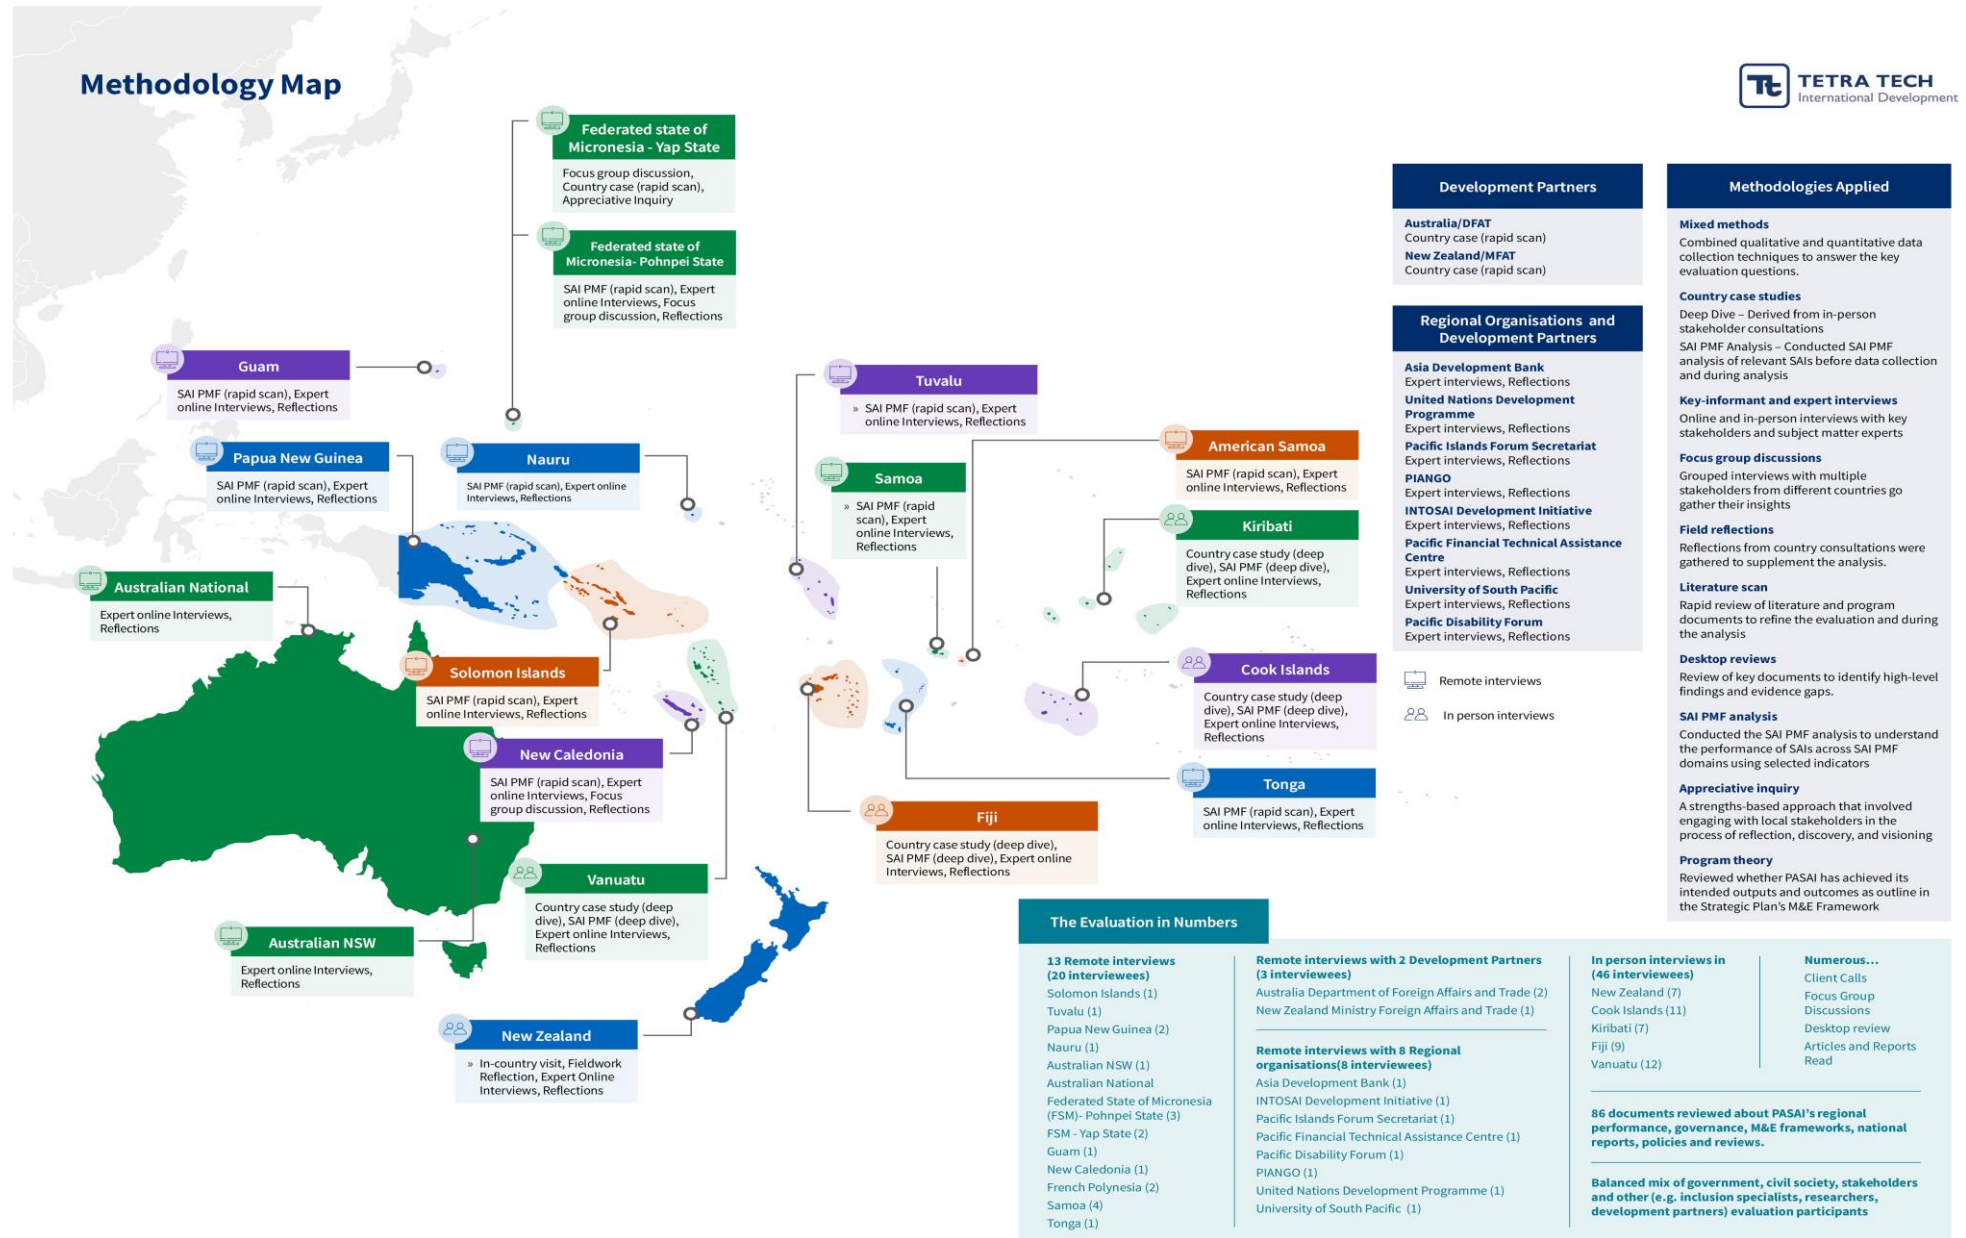 Methodology Map
Tt
TETRA TECH
International Development
Federated state of
Micronesia - Yap State
Focus group discussion,
Country case (rapid scan),
Appreciative Inquiry
Federated state of
Micronesia- Pohnpei State
SAI PMF (rapid scan), Expert
online Interviews, Focus
group discussion, Reflections
Guam
SAI PMF (rapid scan), Expert
online Interviews, Reflections
Papua New Guinea
SAI PMF (rapid scan), Expert
online Interviews, Reflections
Nauru
SAI PMF (rapid scan), Expert online
Interviews, Reflections
Tuvalu
» SAI PMF (rapid scan), Expert
online Interviews, Reflections
Samoa
» SAI PMF (rapid
scan), Expert
online Interviews,
Reflections
American Samoa
SAI PMF (rapid scan), Expert
online Interviews, Reflections
Kiribati
Country case study (deep
dive), SAI PMF (deep dive),
Expert online Interviews,
Reflections
Australian National
Expert online Interviews,
Reflections
Solomon Islands
SAI PMF (rapid scan), Expert
online Interviews, Reflections
New Caledonia
SAI PMF (rapid scan), Expert
online Interviews, Focus
group discussion, Reflections
Cook Islands
Country case study (deep
dive), SAI PMF (deep dive),
Expert online Interviews,
Reflections
Tonga
SAI PMF (rapid scan), Expert
online Interviews, Reflections
Fiji
Country case study (deep dive),
SAI PMF (deep dive), Expert online
Interviews, Reflections
Vanuatu
Country case study (deep
dive), SAI PMF (deep dive),
Expert online Interviews,
Reflections
Australian NSW
Expert online Interviews,
Reflections
New Zealand
» In-country visit, Fieldwork
Reflection, Expert Online
Interviews, Reflections
Development Partners
Australia/DFAT
Country case (rapid scan)
New Zealand/MFAT
Country case (rapid scan)
Regional Organisations and
Development Partners
Asia Development Bank
Expert interviews, Reflections
United Nations Development
Programme
Expert interviews, Reflections
Pacific Islands Forum Secretariat
Expert interviews, Reflections
PIANGO
Expert interviews, Reflections
INTOSAI Development Initiative
Expert interviews, Reflections
Pacific Financial Technical Assistance
Centre
Expert interviews, Reflections
University of South Pacific
Expert interviews, Reflections
Pacific Disability Forum
Expert interviews, Reflections
Remote interviews
In person interviews
Methodologies Applied
Mixed methods
Combined qualitative and quantitative data
collection techniques to answer the key
evaluation questions.
Country case studies
Deep Dive – Derived from in-person
stakeholder consultations
SAI PMF Analysis – Conducted SAI PMF
analysis of relevant SAIs before data collection
and during analysis
Key-informant and expert interviews
Online and in-person interviews with key
stakeholders and subject matter experts
Focus group discussions
Grouped interviews with multiple
stakeholders from different countries go
gather their insights
Field reflections
Reflections from country consultations were
gathered to supplement the analysis.
Literature scan
Rapid review of literature and program
documents to refine the evaluation and during
the analysis
Desktop reviews
Review of key documents to identify high-level
findings and evidence gaps.
SAI PMF analysis
Conducted the SAI PMF analysis to understand
the performance of SAIs across SAI PMF
domains using selected indicators
Appreciative inquiry
A strengths-based approach that involved
engaging with local stakeholders in the
process of reflection, discovery, and visioning
Program theory
Reviewed whether PASAI has achieved its
intended outputs and outcomes as outline in
the Strategic Plan's M&E Framework
The Evaluation in Numbers
13 Remote interviews
(20 interviewees)
Solomon Islands (1)
Tuvalu (1)
Papua New Guinea (2)
Nauru (1)
Australian NSW (1)
Australian National
Federated State of Micronesia
(FSM)- Pohnpei State (3)
FSM - Yap State (2)
Guam (1)
New Caledonia (1)
French Polynesia (2)
Samoa (4)
Tonga (1)
Remote interviews with 2 Development Partners
(3 interviewees)
Australia Department of Foreign Affairs and Trade (2)
New Zealand Ministry Foreign Affairs and Trade (1)
Remote interviews with 8 Regional
organisations(8 interviewees)
Asia Development Bank (1)
INTOSAI Development Initiative (1)
Pacific Islands Forum Secretariat (1)
Pacific Financial Technical Assistance Centre (1)
Pacific Disability Forum (1)
PIANGO (1)
United Nations Development Programme (1)
University of South Pacific (1)
In person interviews in
(46 interviewees)
New Zealand (7)
Cook Islands (11)
Kiribati (7)
Fiji (9)
Vanuatu (12)
Numerous...
Client Calls
Focus Group
Discussions
Desktop review
Articles and Reports
Read
86 documents reviewed about PASAI's regional
performance, governance, M&E frameworks, national
reports, policies and reviews.
Balanced mix of government, civil society, stakeholders
and other (e.g. inclusion specialists, researchers,
development partners) evaluation participants